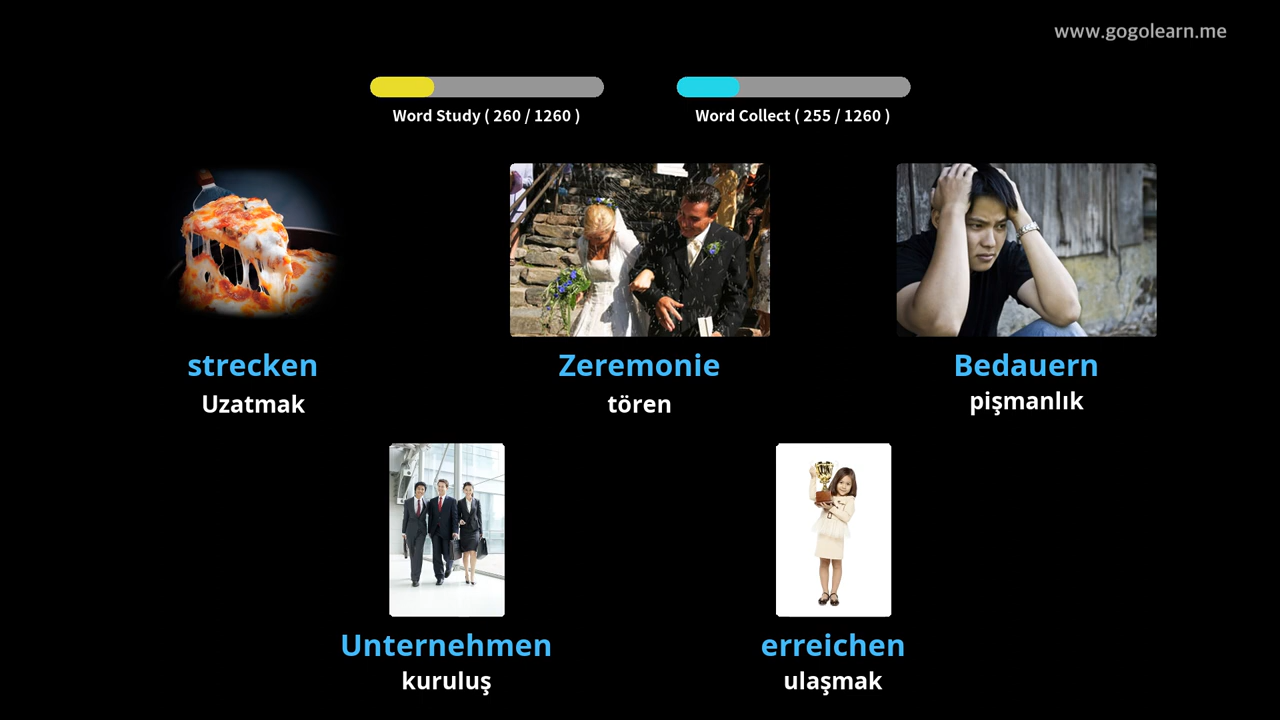 www.gogolearn.me
Word Study ( 260 / 1260 )
Word Collect ( 255 / 1260 )
strecken
Uzatmak
Zeremonie
tören
Bedauern
pişmanlık
Unternehmen
kuruluş
erreichen
ulaşmak